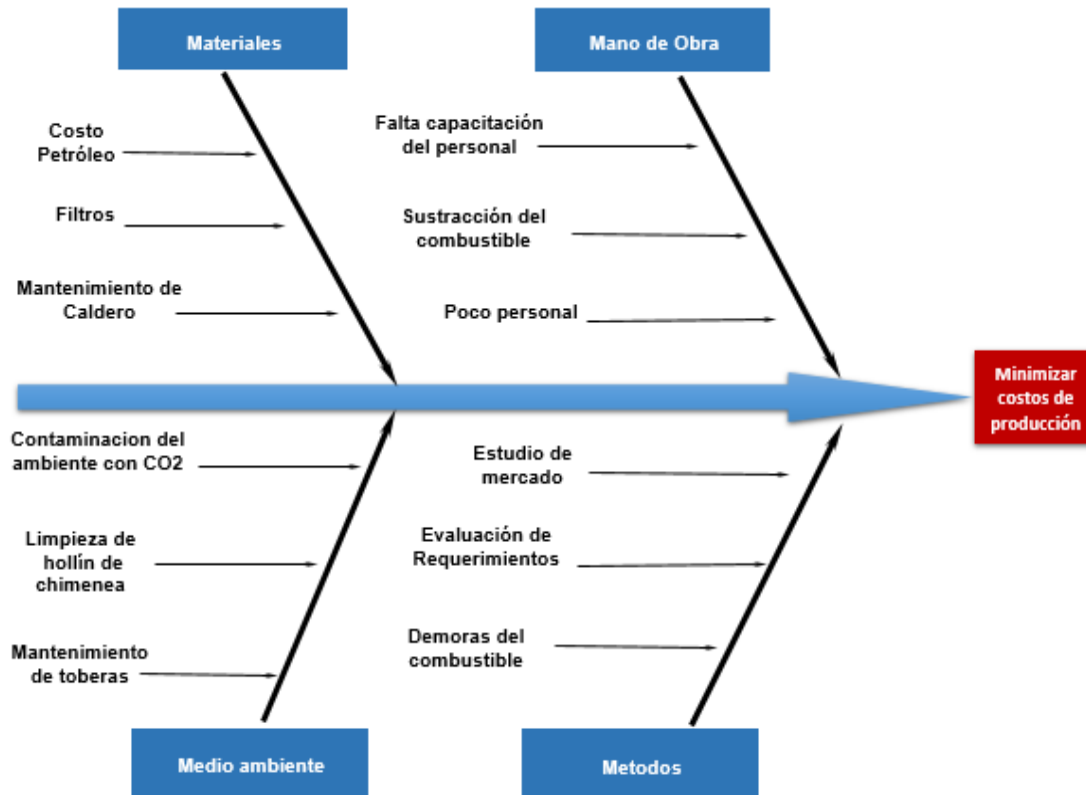 Materiales
Mano de Obra
Costo
Petróleo
Filtros
Mantenimiento de
Caldero
Falta capacitación
del personal
Sustracción del
combustible
Poco personal
Minimizar
costos de
producción
Contaminacion del
ambiente con CO2
Limpieza de
hollín de
chimenea
Mantenimiento
de toberas
Estudio de
mercado
Evaluación de
Requerimientos
Demoras del
combustible
Medio ambiente
Metodos